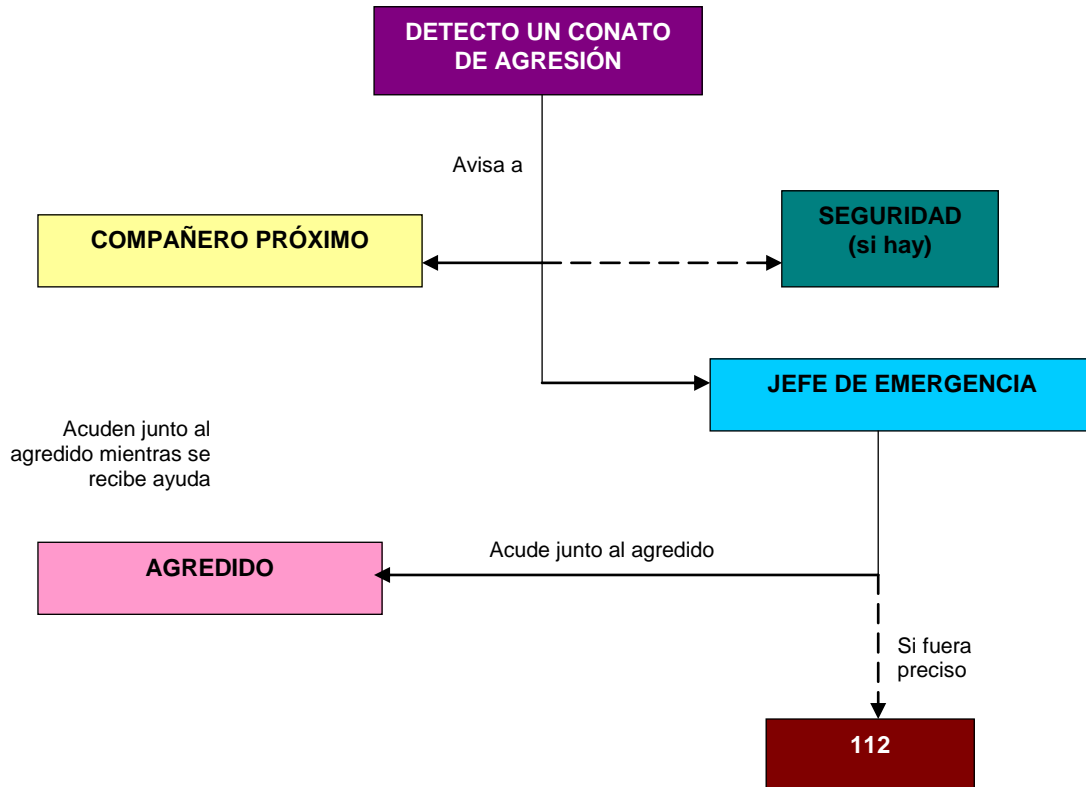 DETECTO UN CONATO
DE AGRESIÓN
Avisa a
COMPAÑERO PRÓXIMO
SEGURIDAD
(si hay)
JEFE DE EMERGENCIA
Acuden junto al
agredido mientras se
recibe ayuda
AGREDIDO
Acude junto al agredido
Si fuera
preciso
112